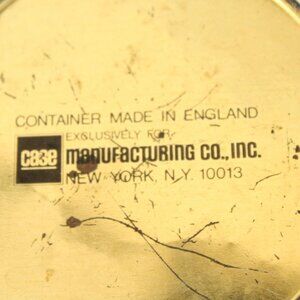 CONTAINER MADE IN ENGLAND
EXCLUSIVELY FOR
case manufacturing co., inc.
NEW YORK, N.Y. 10013